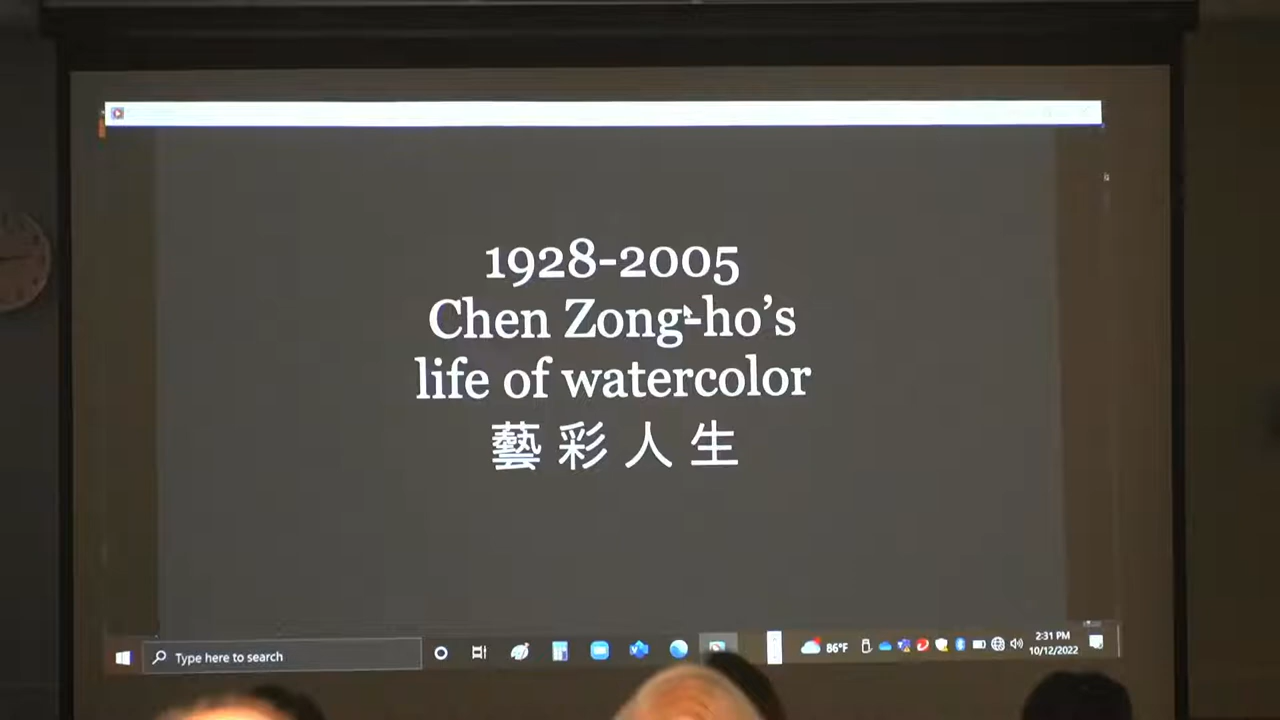 1928-2005
Chen Zong-ho's
life of watercolor
藝彩人生
Type here to search
86°F
2:31 PM
10/12/2022